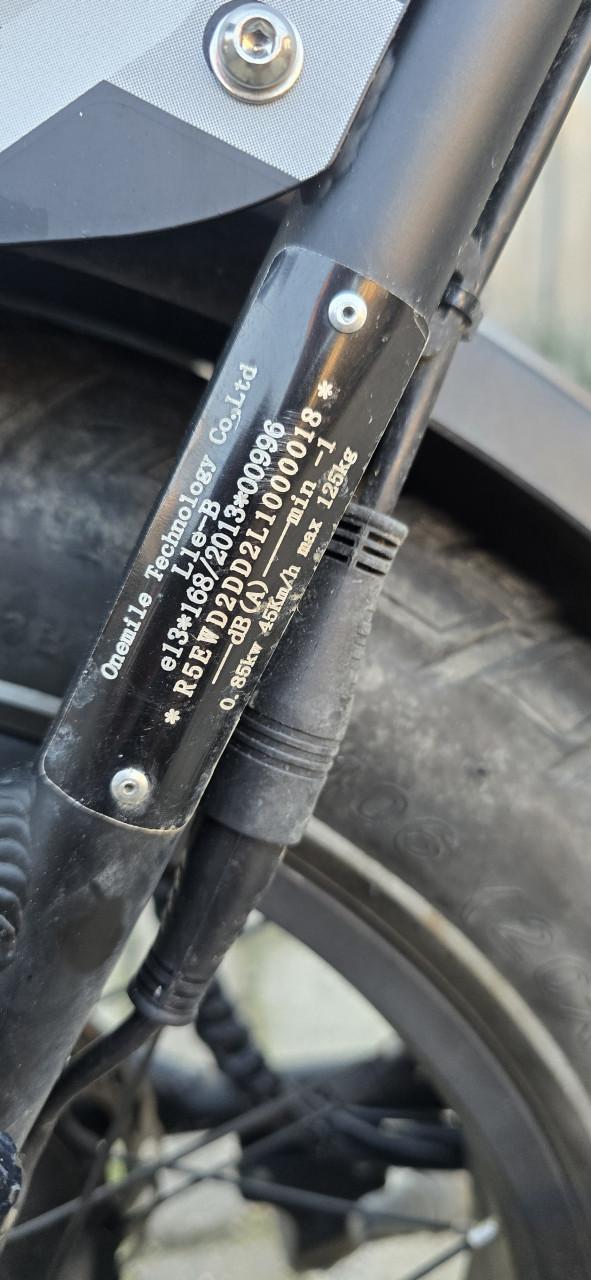 Onemile Technology Co.,Ltd
L1e-B
e13*168/2013*00996
* R5EWD2DD2L1000018 *
dB(A) min -1
0.85kw 45Km/h max 125kg